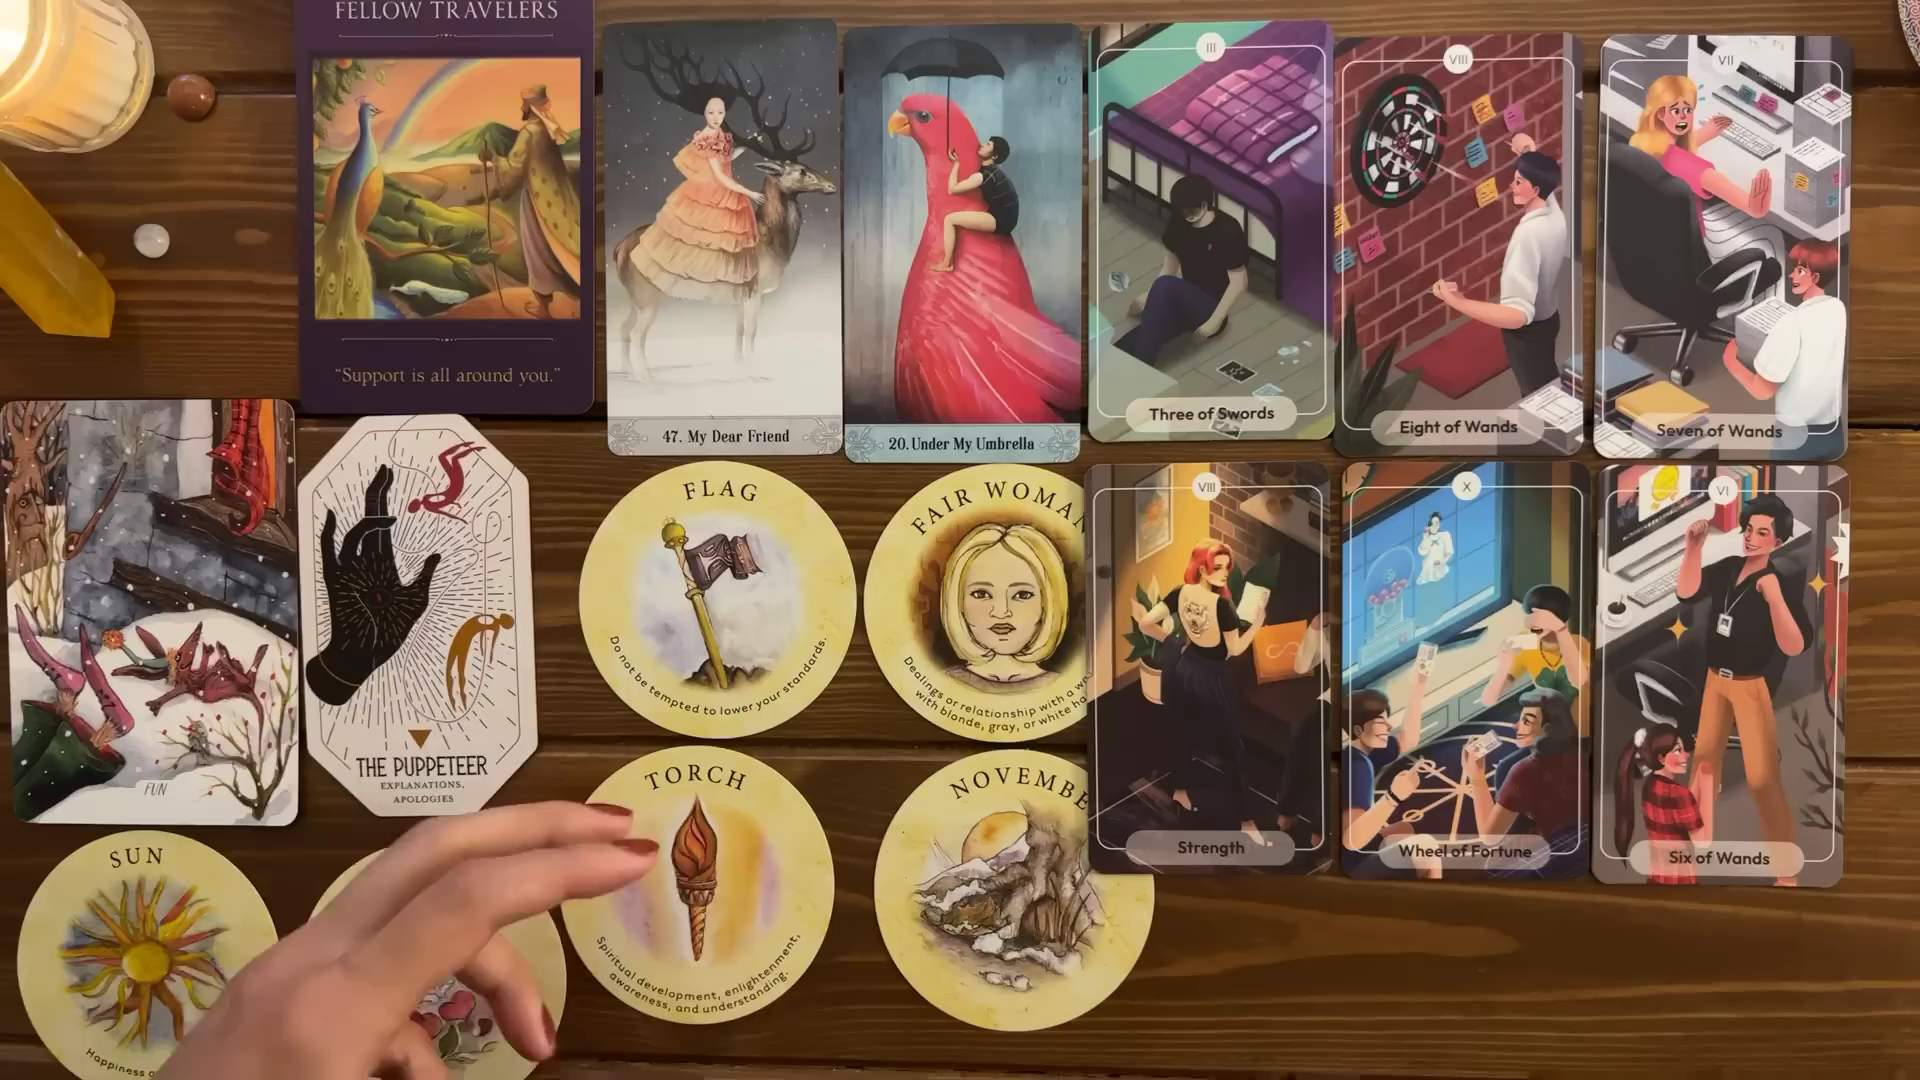 FELLOW TRAVELERS
"Support is all around you."
47. My Dear Friend
20. Under My Umbrella
III
Three of Swords
VIII
Eight of Wands
VII
Seven of Wands
FUN
THE PUPPETEER
EXPLANATIONS,
APOLOGIES
FLAG
Do not be tempted to lower your standards.
FAIR WOMAN
Dealings or relationship with a
with blonde, gray, or white
VIII
Strength
X
Wheel of Fortune
VI
Six of Wands
SUN
Happiness
TORCH
Spiritual development, enlightenment,
awareness, and understanding.
NOVEMBE